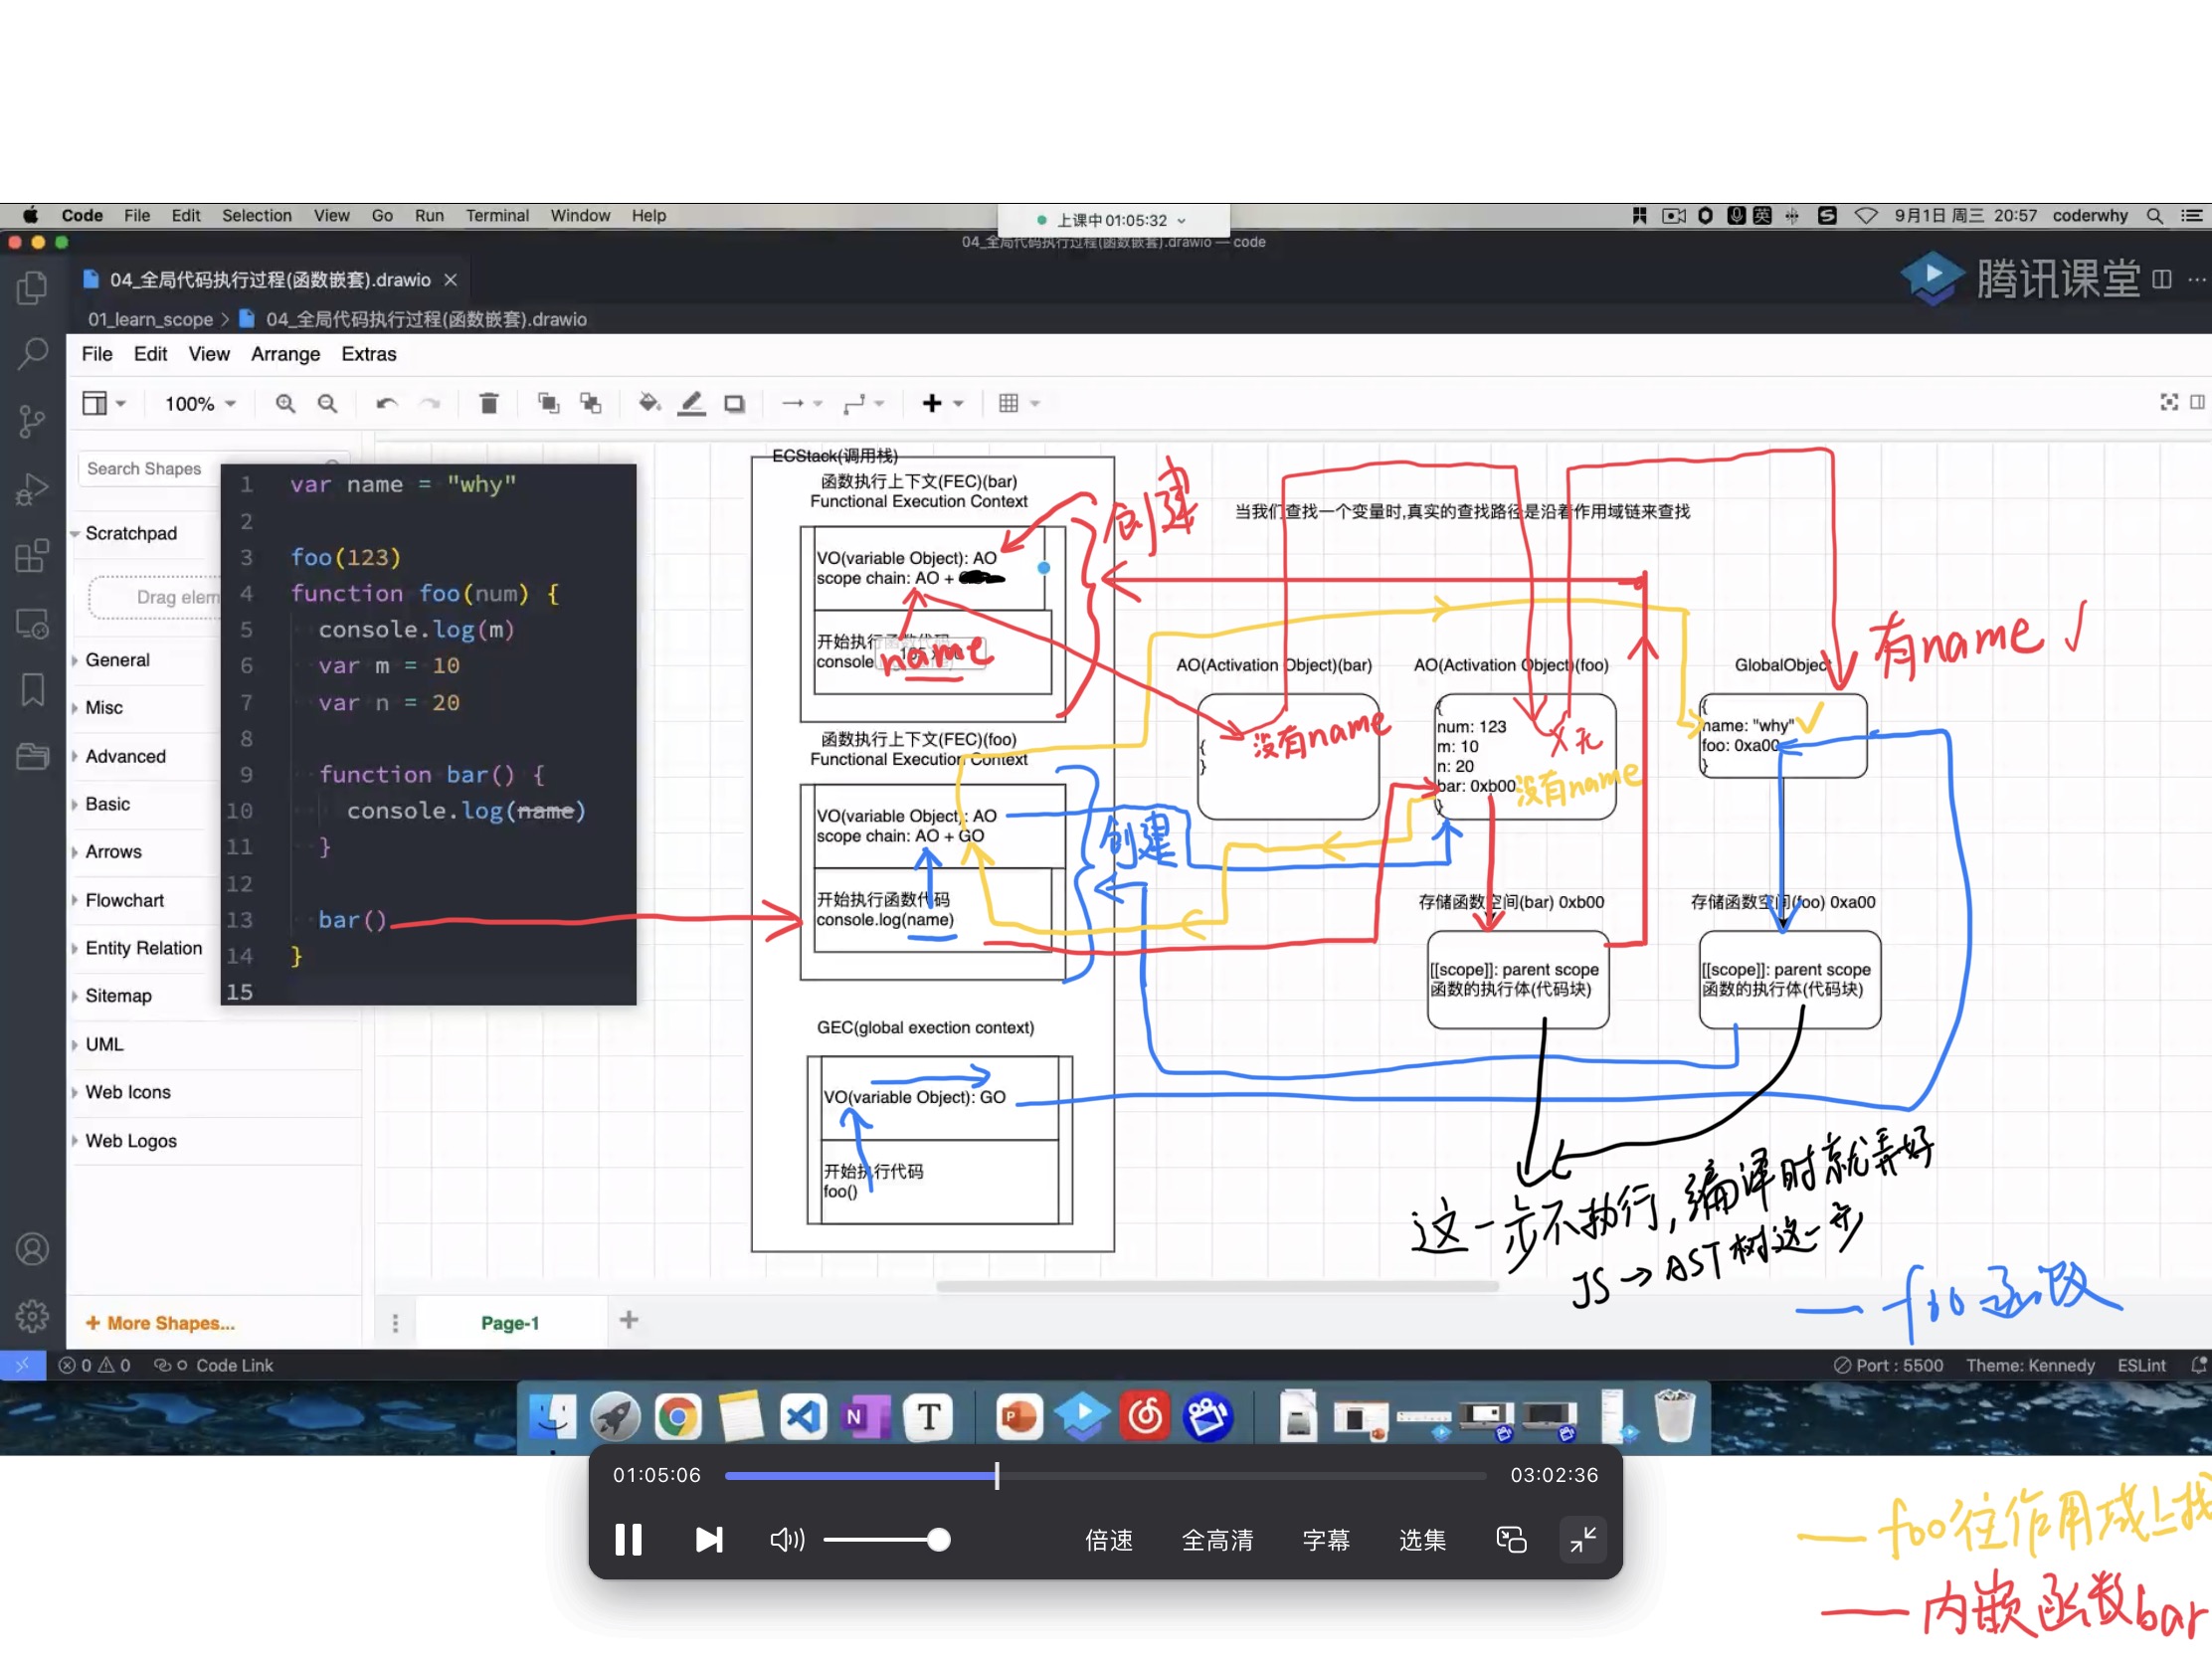 Code File Edit Selection View Go Run Terminal Window Help
上课中 01:05:32
英
9月1日 周三 20:57 coderwhy
04_全局代码执行过程(函数嵌套).drawio — code
04_全局代码执行过程(函数嵌套).drawio
腾讯课堂
01_learn_scope > 04_全局代码执行过程(函数嵌套).drawio
File Edit View Arrange Extras
100%
Search Shapes
Scratchpad
Drag elem
General
Misc
Advanced
Basic
Arrows
Flowchart
Entity Relation
Sitemap
UML
Web Icons
Web Logos
+ More Shapes...
1 var name = "why"
2
3 foo(123)
4 function foo(num) {
5 console.log(m)
6 var m = 10
7 var n = 20
8
9 function bar() {
10 console.log(name)
11 }
12
13 bar()
14 }
15
ECStack(调用栈)
函数执行上下文(FEC)(bar)
Functional Execution Context
VO(variable Object): AO
scope chain: AO +
开始执行函数代码
console
name
创建
函数执行上下文(FEC)(foo)
Functional Execution Context
VO(variable Object): AO
scope chain: AO + GO
开始执行函数代码
console.log(name)
创建
GEC(global exection context)
VO(variable Object): GO
开始执行代码
foo()
当我们查找一个变量时,真实的查找路径是沿着作用域链来查找
AO(Activation Object)(bar)
{
}
没有name
AO(Activation Object)(foo)
{
num: 123
m: 10
n: 20
bar: 0xb00
}
无
没有name
GlobalObject
{
name: "why"
foo: 0xa00
}
有name ✓
存储函数空间(bar) 0xb00
[[scope]]: parent scope
函数的执行体(代码块)
存储函数空间(foo) 0xa00
[[scope]]: parent scope
函数的执行体(代码块)
这一步不执行,编译时就弄好
JS → AST树这一步
— foo函数
Page-1
0 0 Code Link
Port : 5500 Theme: Kennedy ESLint
N
T
P
01:05:06
03:02:36
倍速 全高清 字幕 选集
— foo往作用域上找
— 内嵌函数bar